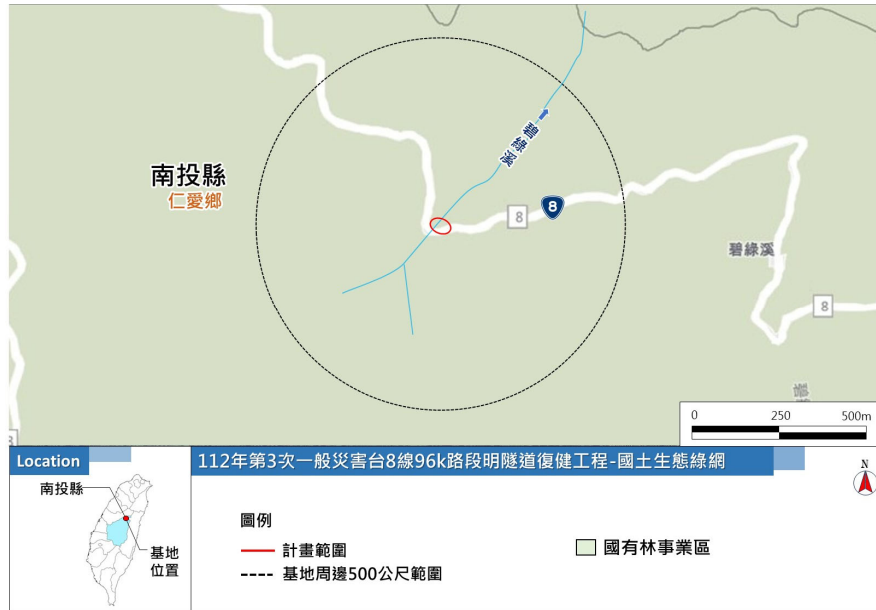 南投縣
仁愛鄉
碧綠溪
8
8
碧綠溪
8
0 250 500m
Location
112年第3次一般災害台8線96k路段明隧道復健工程-國土生態綠網
N
南投縣
基地
位置
圖例
計畫範圍
基地周邊500公尺範圍
國有林事業區